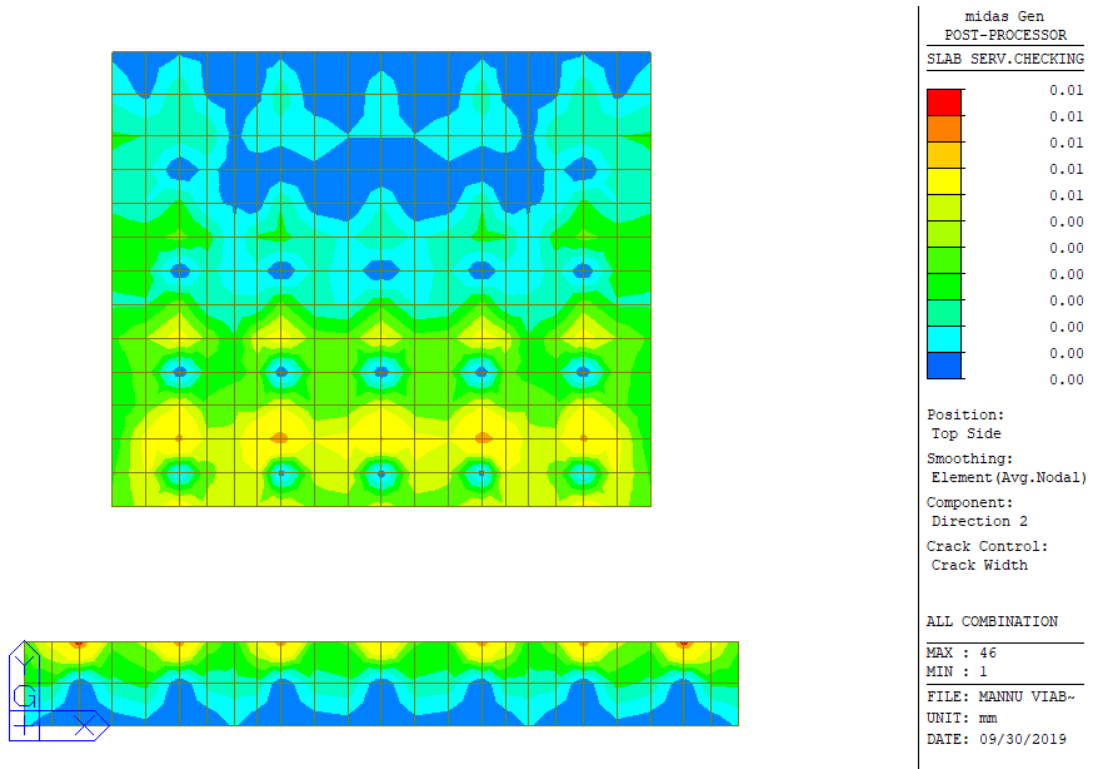 midas Gen
POST-PROCESSOR
SLAB SERV.CHECKING
0.01
0.01
0.01
0.01
0.01
0.00
0.00
0.00
0.00
0.00
0.00
0.00
Position:
Top Side
Smoothing:
Element(Avg.Nodal)
Component:
Direction 2
Crack Control:
Crack Width
ALL COMBINATION
MAX : 46
MIN : 1
FILE: MANNU VIAB~
UNIT: mm
DATE: 09/30/2019
Y
G
X